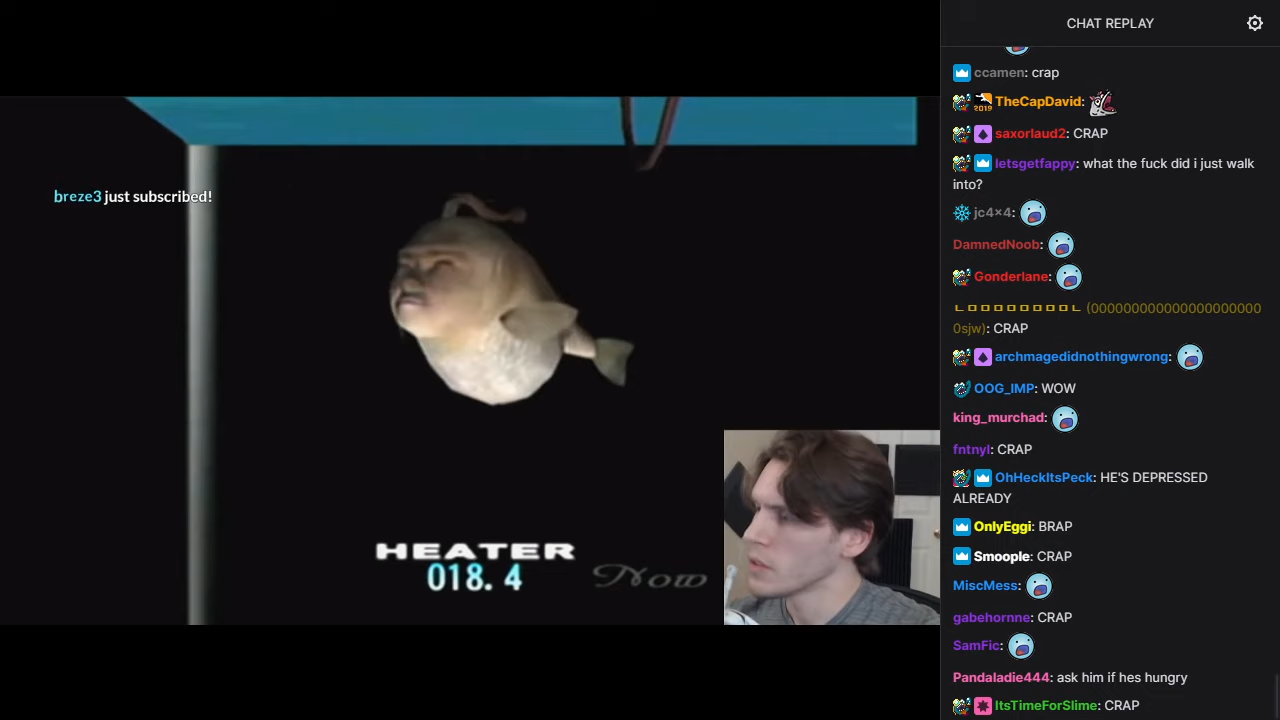 CHAT REPLAY
ccamen: crap
2019 TheCapDavid:
saxorlaud2: CRAP
letsgetfappy: what the fuck did i just walk
into?
jc4x4:
DamnedNoob:
Gonderlane:
breze3 just subscribed!
0sjw): CRAP
archmagedidnothingwrong:
OOG_IMP: WOW
king_murchad:
fntnyl: CRAP
OhHeckItsPeck: HE'S DEPRESSED
ALREADY
OnlyEggi: BRAP
Smoople: CRAP
MiscMess:
gabehornne: CRAP
SamFic:
Pandaladie444: ask him if hes hungry
ItsTimeForSlime: CRAP
HEATER
018. 4
Now